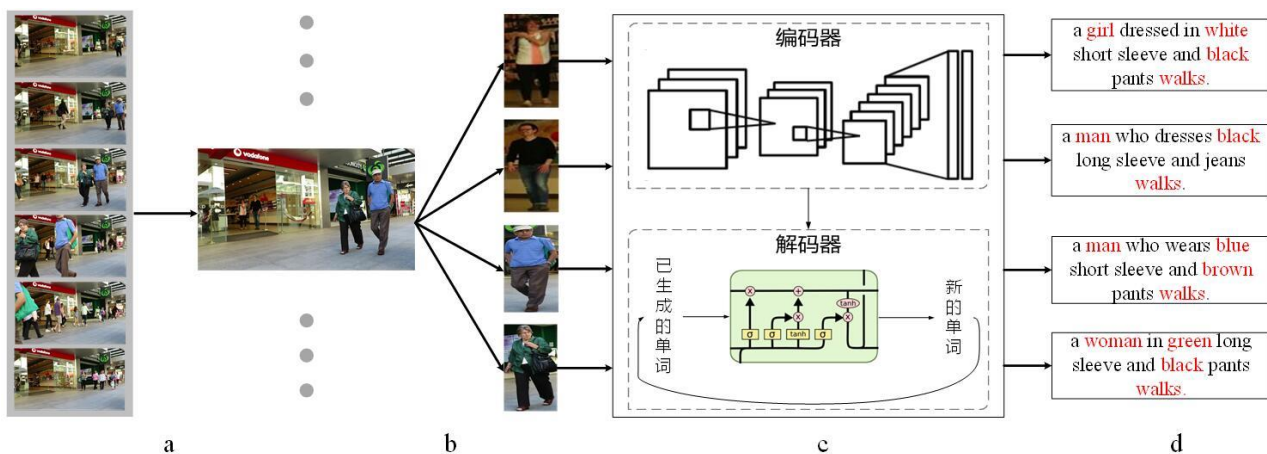 vodafone
编码器
解码器
已生成的单词
σ
σ
tanh
σ
tanh
新的单词
a girl dressed in white
short sleeve and black
pants walks.
a man who dresses black
long sleeve and jeans
walks.
a man who wears blue
short sleeve and brown
pants walks.
a woman in green long
sleeve and black pants
walks.
a
b
c
d